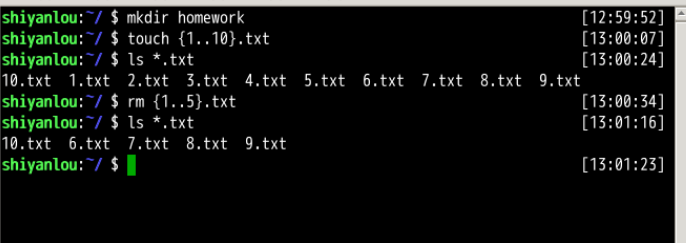 shiyanlou:~/ $ mkdir homework [12:59:52]
shiyanlou:~/ $ touch {1..10}.txt [13:00:07]
shiyanlou:~/ $ ls *.txt [13:00:24]
10.txt 1.txt 2.txt 3.txt 4.txt 5.txt 6.txt 7.txt 8.txt 9.txt
shiyanlou:~/ $ rm {1..5}.txt [13:00:34]
shiyanlou:~/ $ ls *.txt [13:01:16]
10.txt 6.txt 7.txt 8.txt 9.txt
shiyanlou:~/ $ [13:01:23]